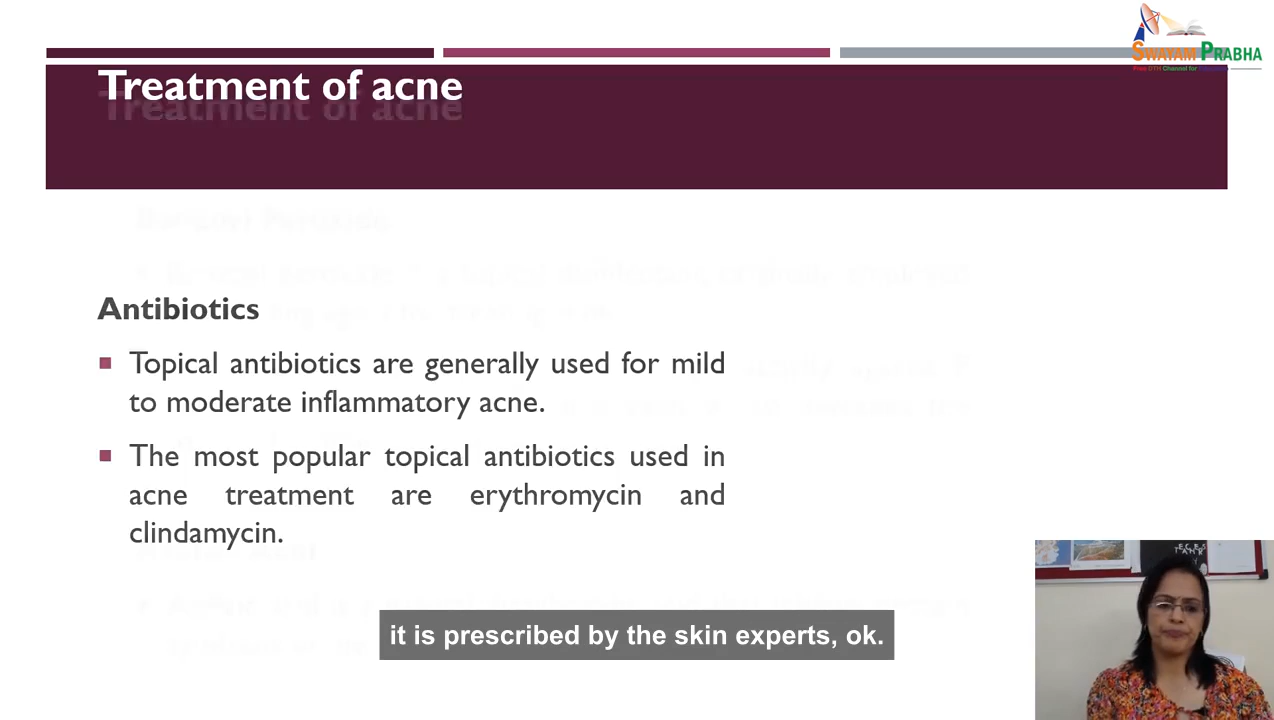 SWAYAM PRABHA
Treatment of acne
Antibiotics
Topical antibiotics are generally used for mild
to moderate inflammatory acne.
The most popular topical antibiotics used in
acne treatment are erythromycin and
clindamycin.
it is prescribed by the skin experts, ok.